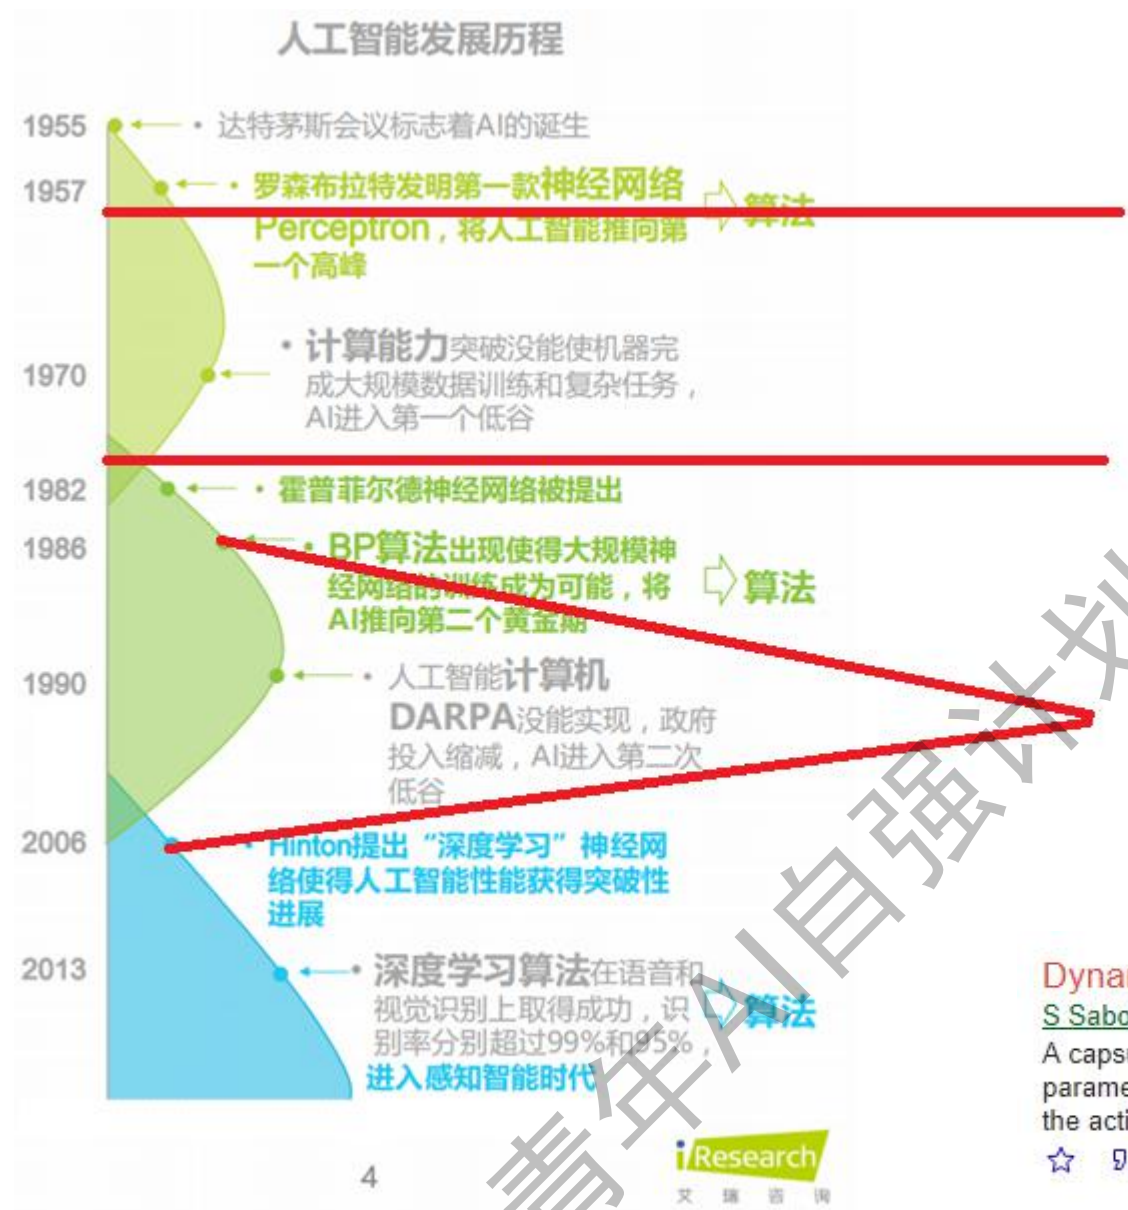 人工智能发展历程
1955
• 达特茅斯会议标志着AI的诞生
1957
• 罗森布拉特发明第一款神经网络
Perceptron，将人工智能推向第
一个高峰
算法
1970
• 计算能力突破没能使机器完
成大规模数据训练和复杂任务，
AI进入第一个低谷
1982
• 霍普菲尔德神经网络被提出
1986
• BP算法出现使得大规模神
经网络的训练成为可能，将
AI推向第二个黄金期
算法
1990
• 人工智能计算机
DARPA没能实现，政府
投入缩减，AI进入第二次
低谷
2006
• Hinton提出“深度学习”神经网
络使得人工智能性能获得突破性
进展
2013
• 深度学习算法在语音和
视觉识别上取得成功，识
别率分别超过99%和95%，
进入感知智能时代
算法
Dynar
S Sabo
A capsu
parame
the acti
iResearch
艾瑞咨询
4
青年AI自强计划